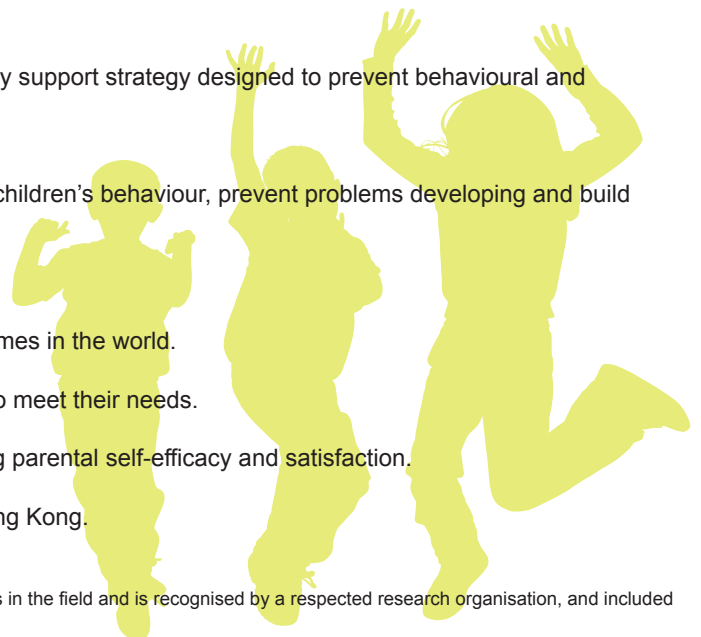 y support strategy designed to prevent behavioural and
children’s behaviour, prevent problems developing and build
mes in the world.
o meet their needs.
g parental self-efficacy and satisfaction.
ng Kong.
s in the field and is recognised by a respected research organisation, and included